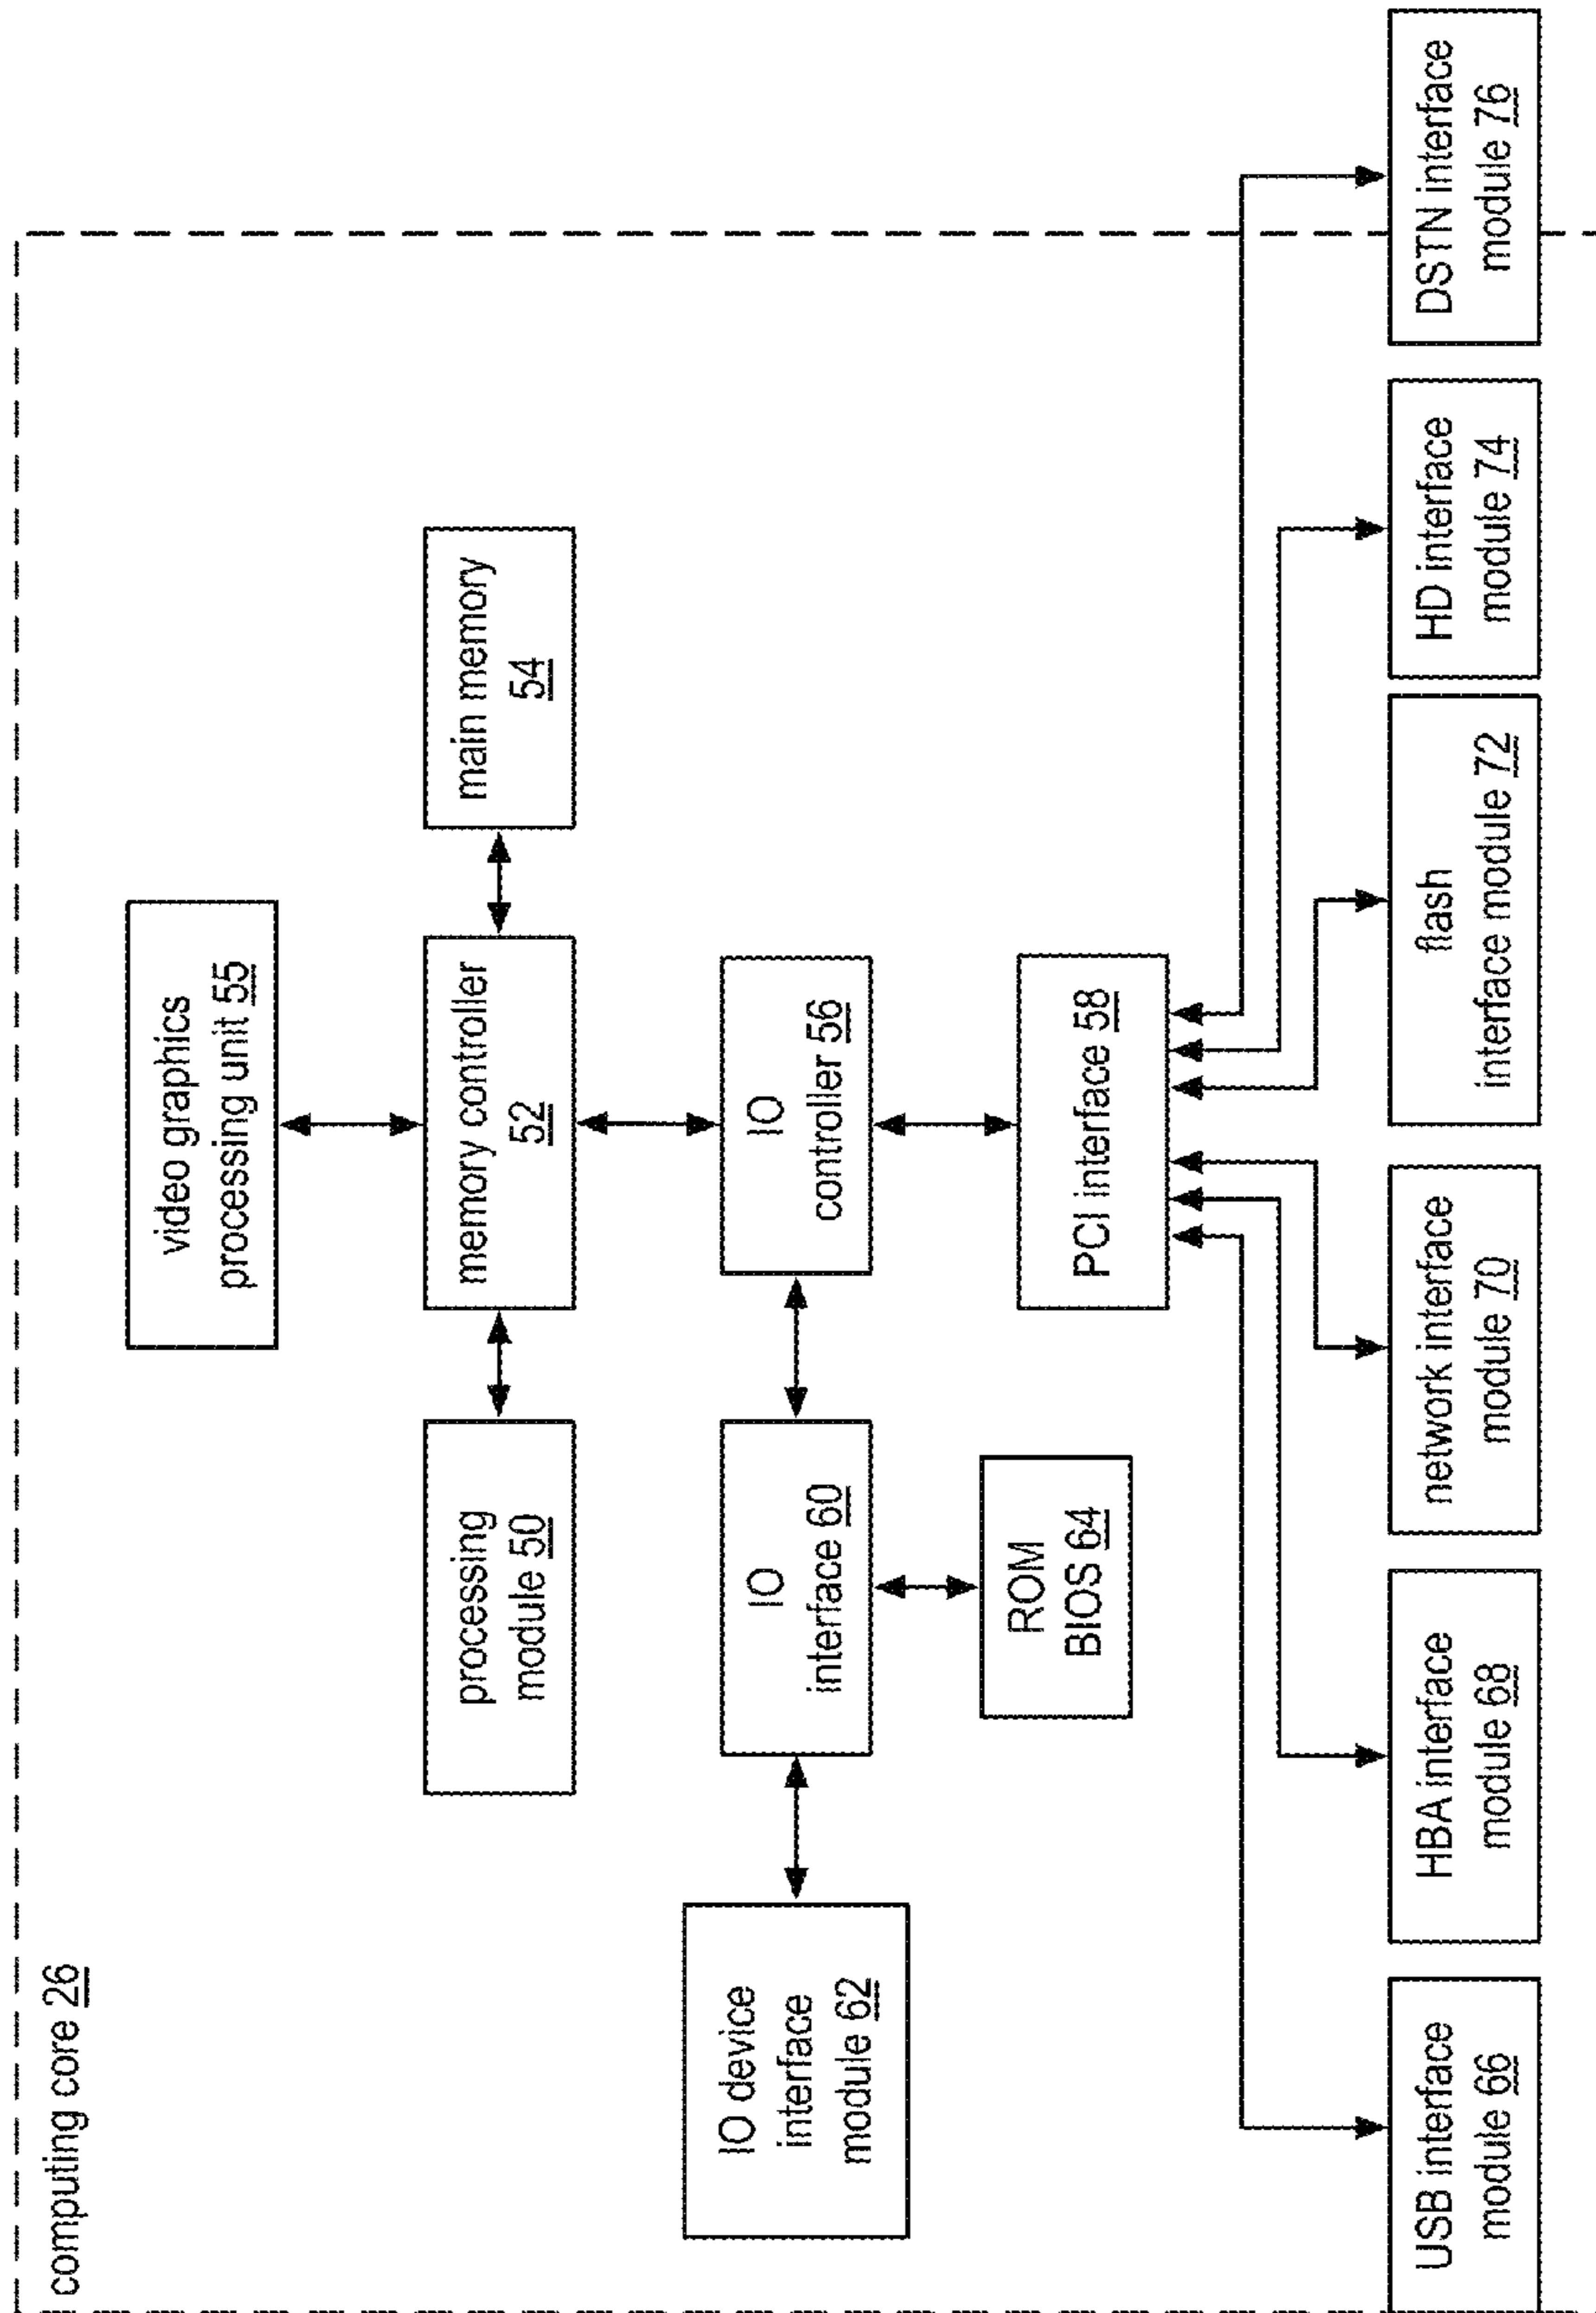 computing core 26
video graphics
processing unit 55
processing
module 50
memory controller
52
main memory
54
IO device
interface
module 62
IO
interface 60
IO
controller 56
ROM
BIOS 64
PCI interface 58
USB interface
module 66
HBA interface
module 68
network interface
module 70
flash
interface module 72
HD interface
module 74
DSTN interface
module 76